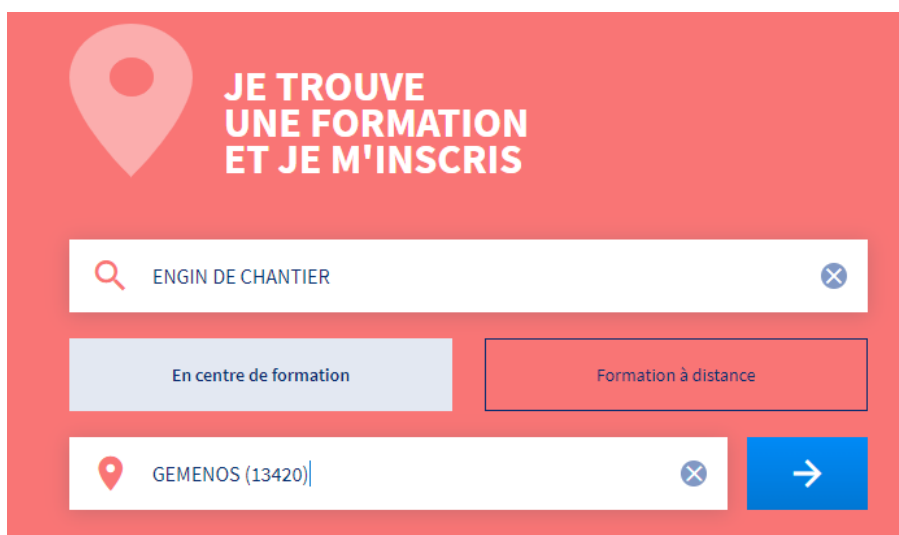 JE TROUVE
UNE FORMATION
ET JE M'INSCRIS
ENGIN DE CHANTIER
En centre de formation
Formation à distance
GEMENOS (13420)